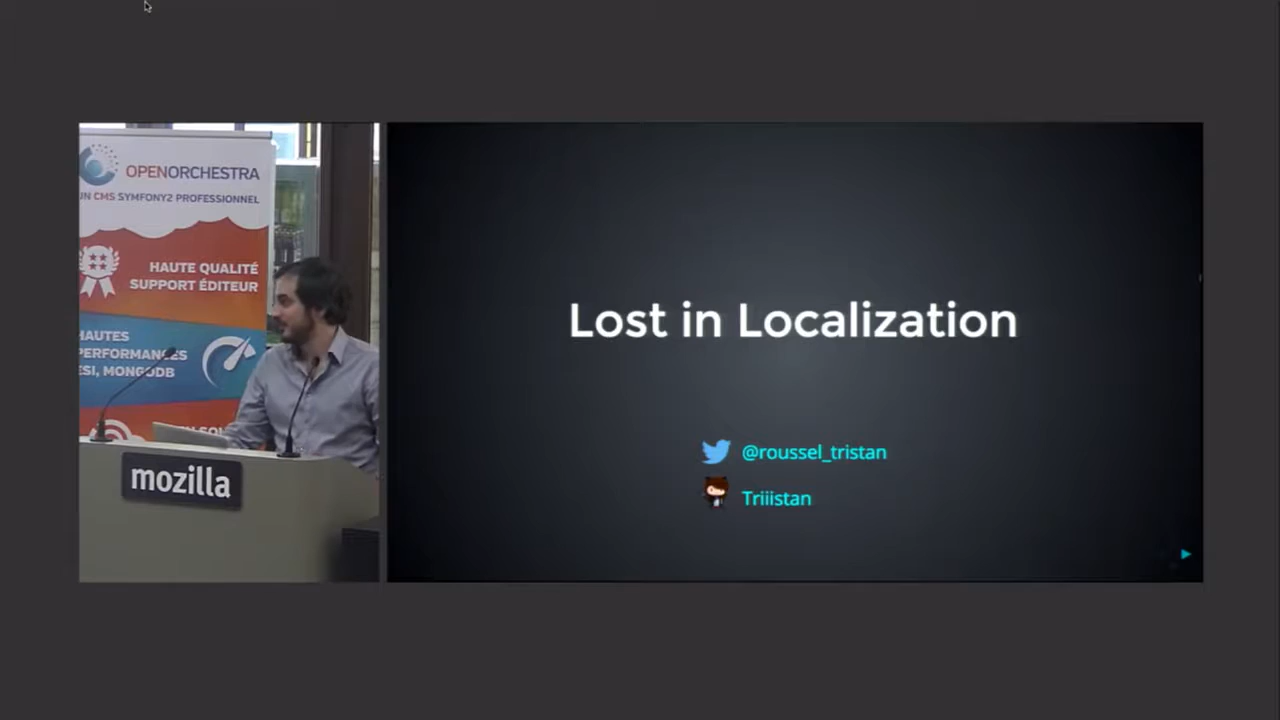 OPENORCHESTRA
UN CMS SYMFONY2 PROFESSIONNEL
HAUTE QUALITÉ
SUPPORT ÉDITEUR
HAUTES
PERFORMANCES
ESI, MONGODB
mozilla
Lost in Localization
@roussel_tristan
Triiistan